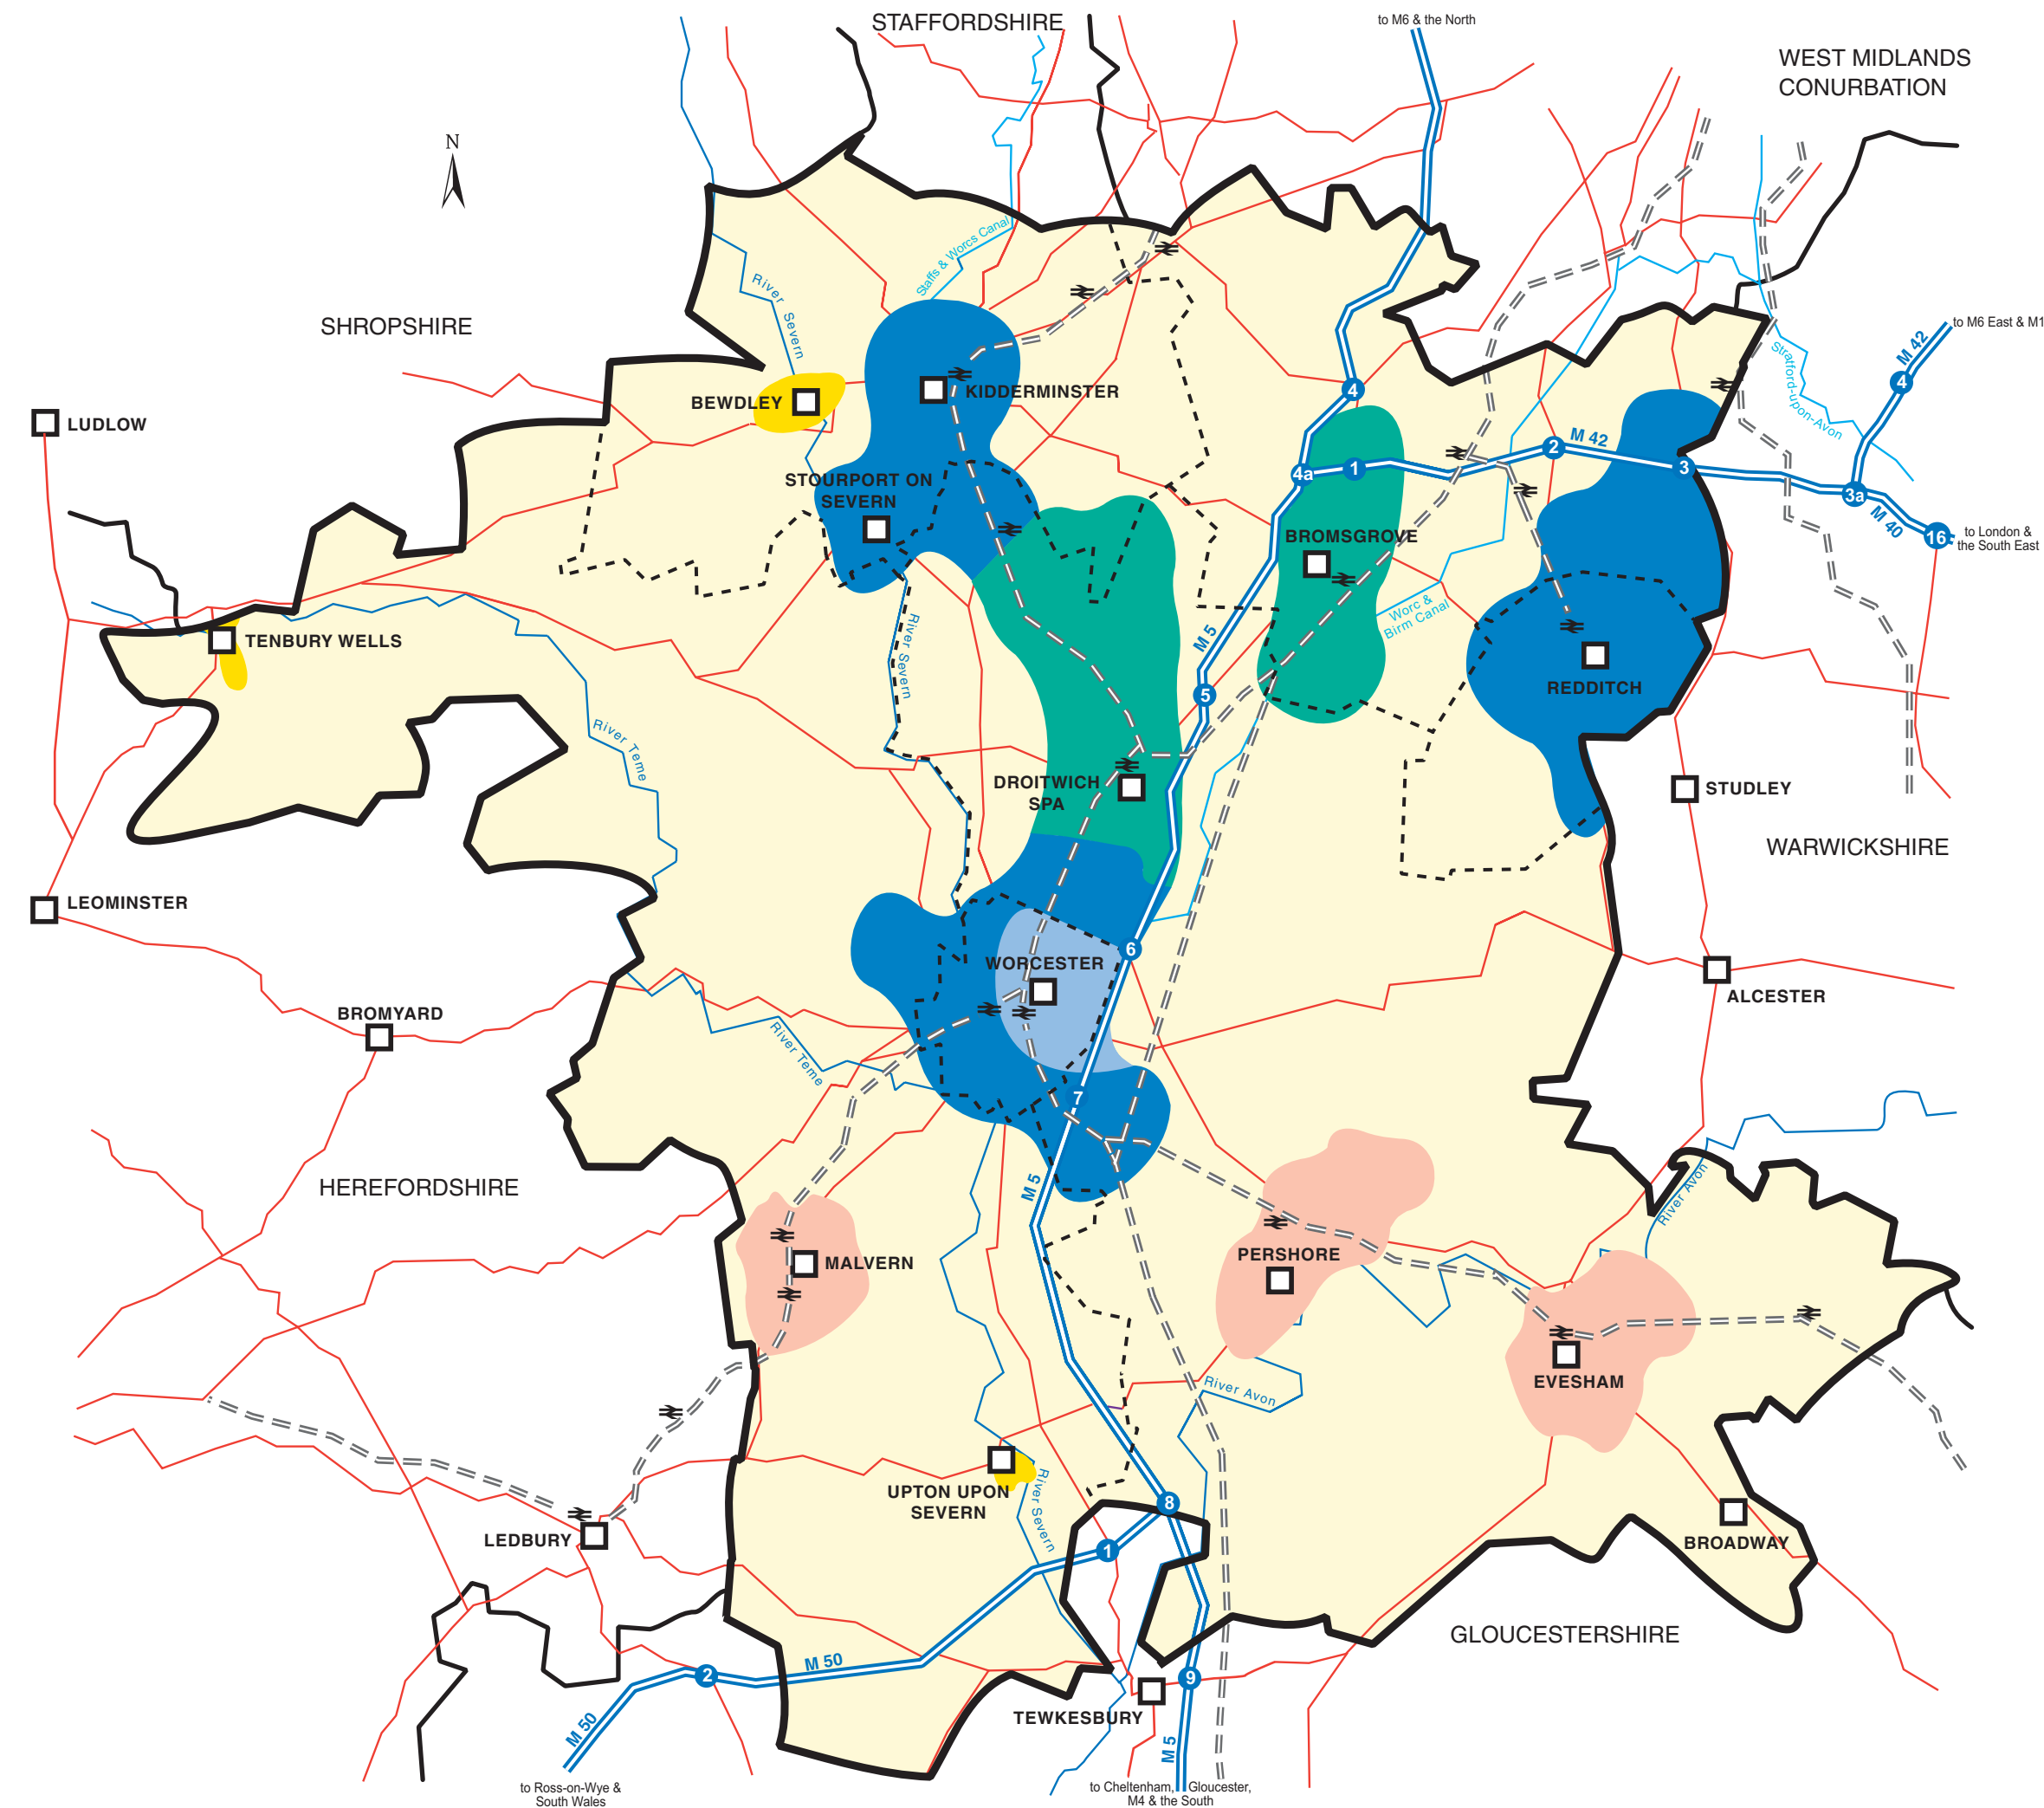 STAFFORDSHIRE
to M6 & the North
WEST MIDLANDS
CONURBATION
N
Staffs & Worcs Canal
River Severn
SHROPSHIRE
to M6 East & M1
M 42
Strafford-upon-Avon
4
4
KIDDERMINSTER
BEWDLEY
LUDLOW
M 42
2
1
4a
3
3a
M 40
16
to London &
the South East
STOURPORT ON
SEVERN
BROMSGROVE
Worc &
Birm Canal
M 5
River Severn
TENBURY WELLS
REDDITCH
5
River Teme
DROITWICH
SPA
STUDLEY
WARWICKSHIRE
LEOMINSTER
6
WORCESTER
ALCESTER
BROMYARD
River Teme
7
HEREFORDSHIRE
M 5
River Avon
PERSHORE
MALVERN
EVESHAM
River Avon
UPTON UPON
SEVERN
River Severn
8
LEDBURY
1
BROADWAY
GLOUCESTERSHIRE
M 50
2
9
TEWKESBURY
M 50
M 5
to Ross-on-Wye &
South Wales
to Cheltenham, Gloucester,
M4 & the South